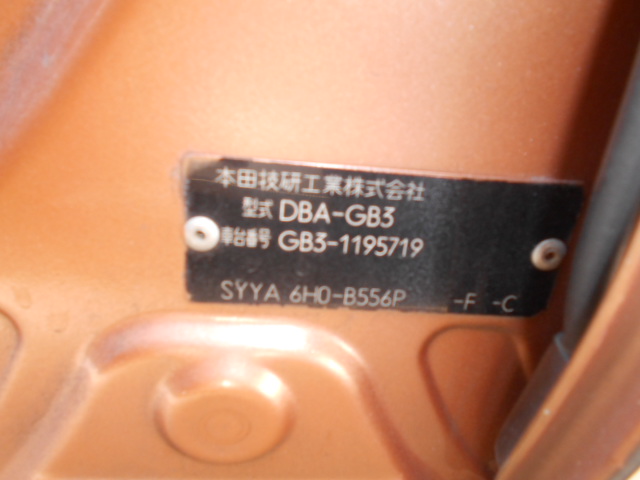 本田技研工業株式会社
型式 DBA-GB3
車台番号 GB3-1195719
SYYA 6H0-B556P -F -C